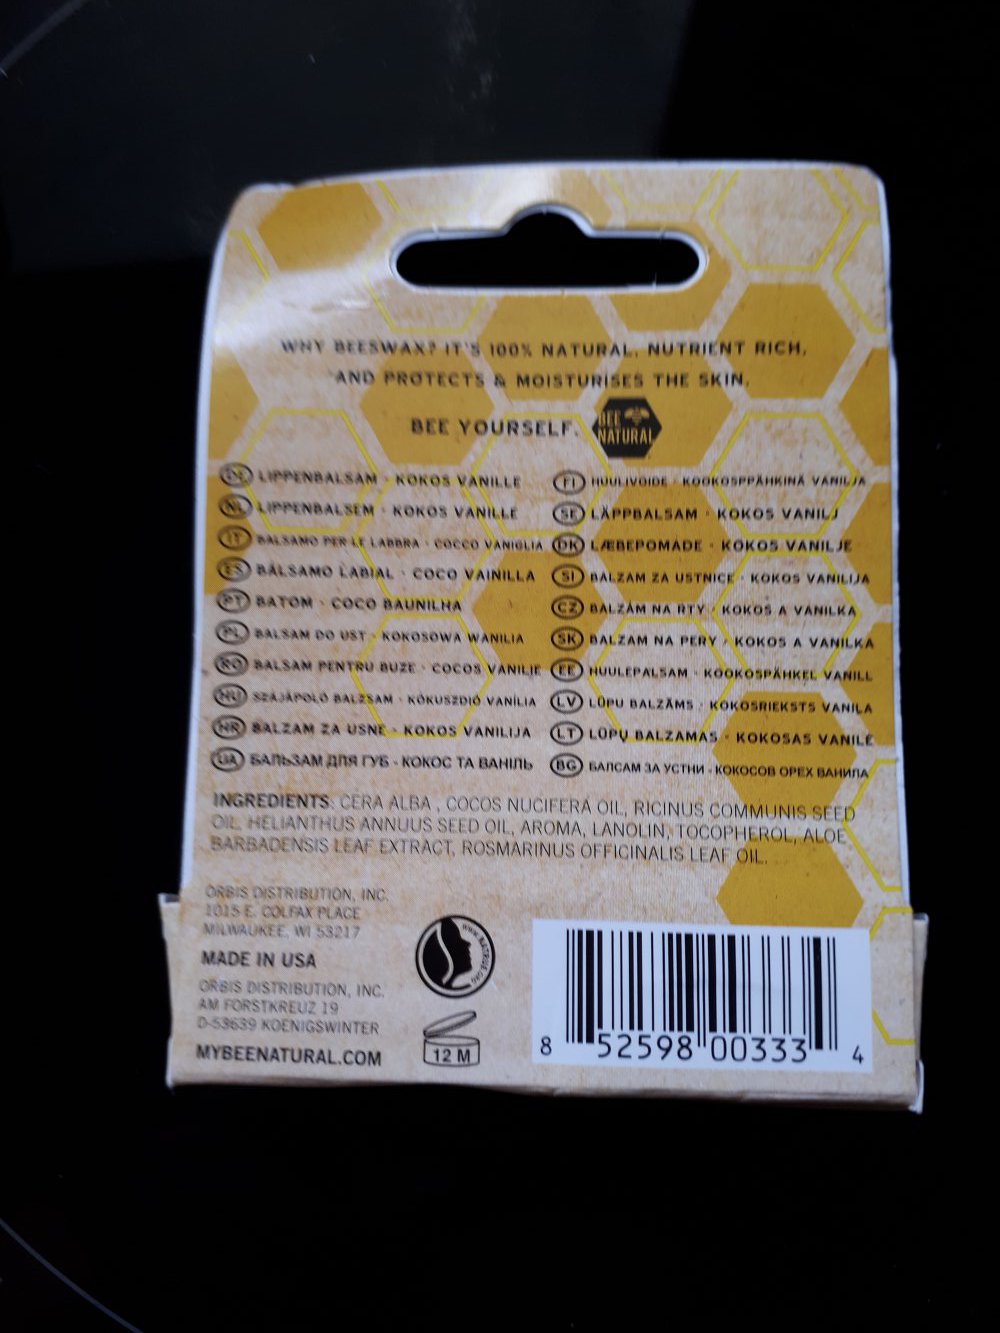 WHY BEESWAX? IT'S 100% NATURAL, NUTRIENT RICH,
AND PROTECTS & MOISTURISES THE SKIN.
BEE YOURSELF.
BEE
NATURAL
DE LIPPENBALSAM · KOKOS VANILLE
NL LIPPENBALSEM · KOKOS VANILLE
IT BALSAMO PER LE LABBRA · COCCO VANIGLIA
ES BÁLSAMO LABIAL · COCO VAINILLA
PT BATOM · COCO BAUNILHA
PL BALSAM DO UST · KOKOSOWA WANILIA
RO BALSAM PENTRU BUZE · COCOS VANILIE
HU SZÁJÁPOLÓ BALZSAM · KÓKUSZDIÓ VANÍLIA
HR BALZAM ZA USNE · KOKOS VANILIJA
UA БАЛЬЗАМ ДЛЯ ГУБ · КОКОС ТА ВАНІЛЬ
FI HUULIVOIDE · KOOKOSPPÄHKINÄ VANILJA
SE LÄPPBALSAM · KOKOS VANILJ
DK LÆBEPOMADE · KOKOS VANILJE
SI BALZAM ZA USTNICE · KOKOS VANILIJA
CZ BALZÁM NA RTY · KOKOS A VANILKA
SK BALZAM NA PERY · KOKOS A VANILKA
EE HUULEPALSAM · KOOKOSPÄHKEL VANILL
LV LŪPU BALZĀMS · KOKOSRIEKSTS VANIĻA
LT LŪPŲ BALZAMAS · KOKOSAS VANILĖ
BG БАЛСАМ ЗА УСТНИ · КОКОСОВ ОРЕХ ВАНИЛА
INGREDIENTS: CERA ALBA , COCOS NUCIFERA OIL, RICINUS COMMUNIS SEED
OIL, HELIANTHUS ANNUUS SEED OIL, AROMA, LANOLIN, TOCOPHEROL, ALOE
BARBADENSIS LEAF EXTRACT, ROSMARINUS OFFICINALIS LEAF OIL.
ORBIS DISTRIBUTION, INC.
1015 E. COLFAX PLACE
MILWAUKEE, WI 53217
MADE IN USA
ORBIS DISTRIBUTION, INC.
AM FORSTKREUZ 19
D-53639 KOENIGSWINTER
MYBEENATURAL.COM
WWW.NATRUE.ORG
12 M
8 52598 00333 4